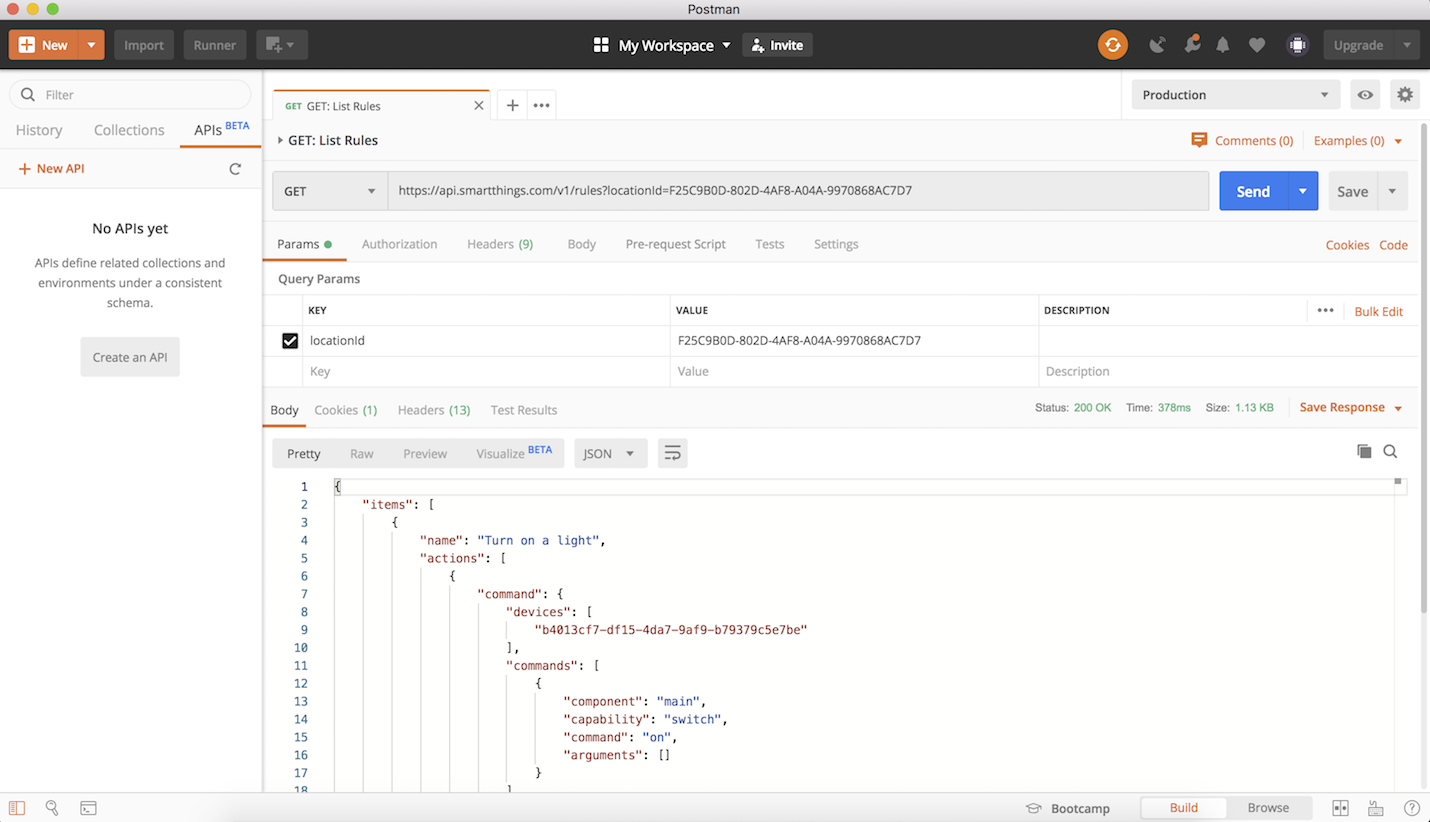 Postman
New Import Runner My Workspace Invite Upgrade
Filter
History Collections APIs BETA
+ New API
No APIs yet
APIs define related collections and
environments under a consistent
schema.
Create an API
GET GET: List Rules
Production
GET: List Rules Comments (0) Examples (0)
GET https://api.smartthings.com/v1/rules?locationId=F25C9B0D-802D-4AF8-A04A-9970868AC7D7 Send Save
Params Authorization Headers (9) Body Pre-request Script Tests Settings Cookies Code
Query Params
KEY VALUE DESCRIPTION Bulk Edit
locationId F25C9B0D-802D-4AF8-A04A-9970868AC7D7
Key Value Description
Body Cookies (1) Headers (13) Test Results Status: 200 OK Time: 378ms Size: 1.13 KB Save Response
Pretty Raw Preview Visualize BETA JSON
1 {
2 "items": [
3 {
4 "name": "Turn on a light",
5 "actions": [
6 {
7 "command": {
8 "devices": [
9 "b4013cf7-df15-4da7-9af9-b79379c5e7be"
10 ],
11 "commands": [
12 {
13 "component": "main",
14 "capability": "switch",
15 "command": "on",
16 "arguments": []
17 }
18 ]
Bootcamp Build Browse